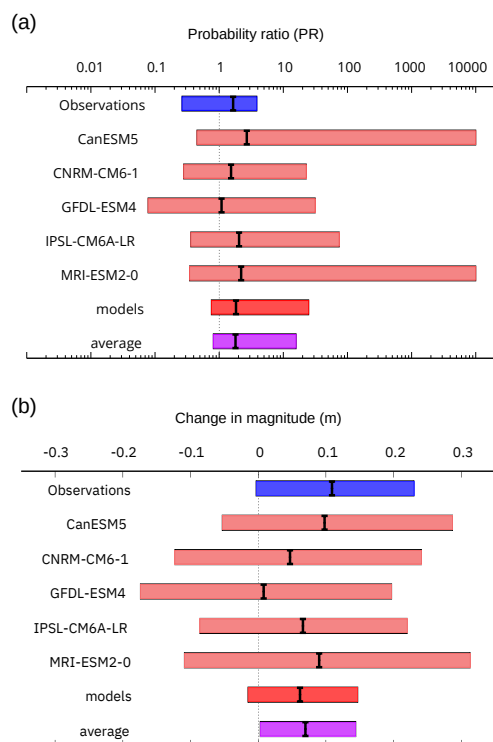 (a)
Probability ratio (PR)
0.01 0.1 1 10 100 1000 10000
Observations
CanESM5
CNRM-CM6-1
GFDL-ESM4
IPSL-CM6A-LR
MRI-ESM2-0
models
average
(b)
Change in magnitude (m)
-0.3 -0.2 -0.1 0 0.1 0.2 0.3
Observations
CanESM5
CNRM-CM6-1
GFDL-ESM4
IPSL-CM6A-LR
MRI-ESM2-0
models
average